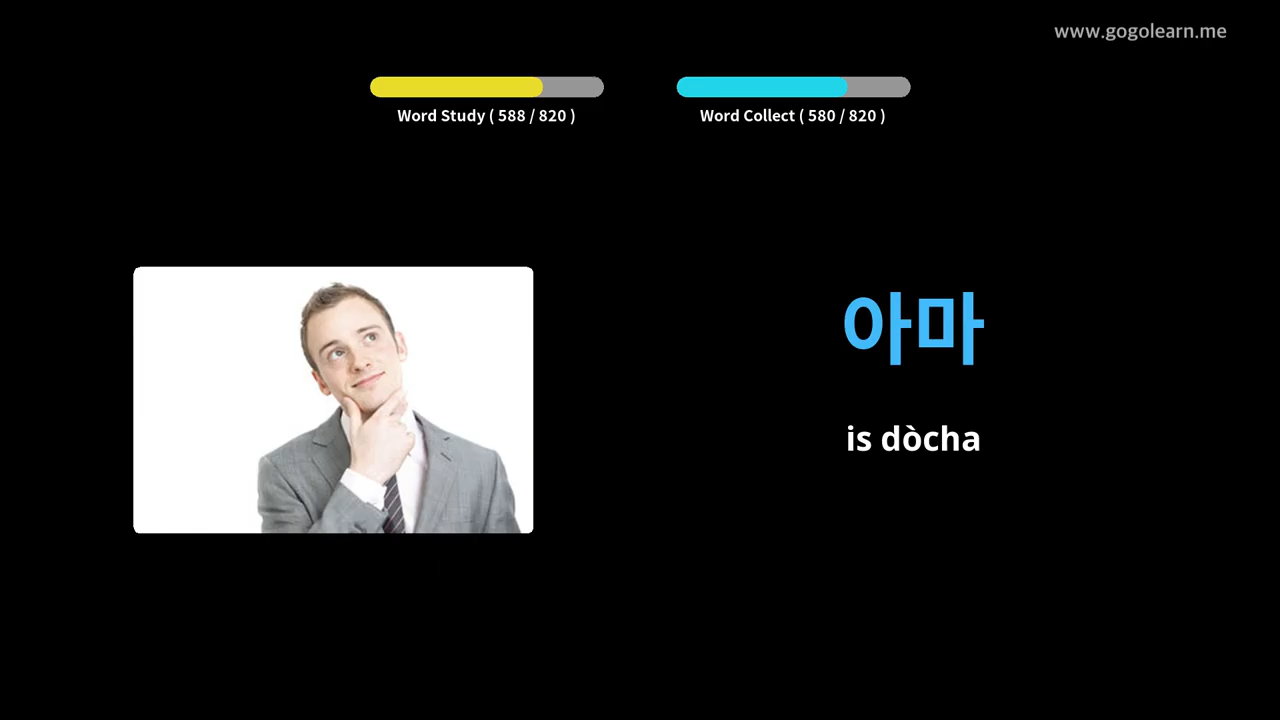 www.gogolearn.me
Word Study ( 588 / 820 )
Word Collect ( 580 / 820 )
아마
is dòcha